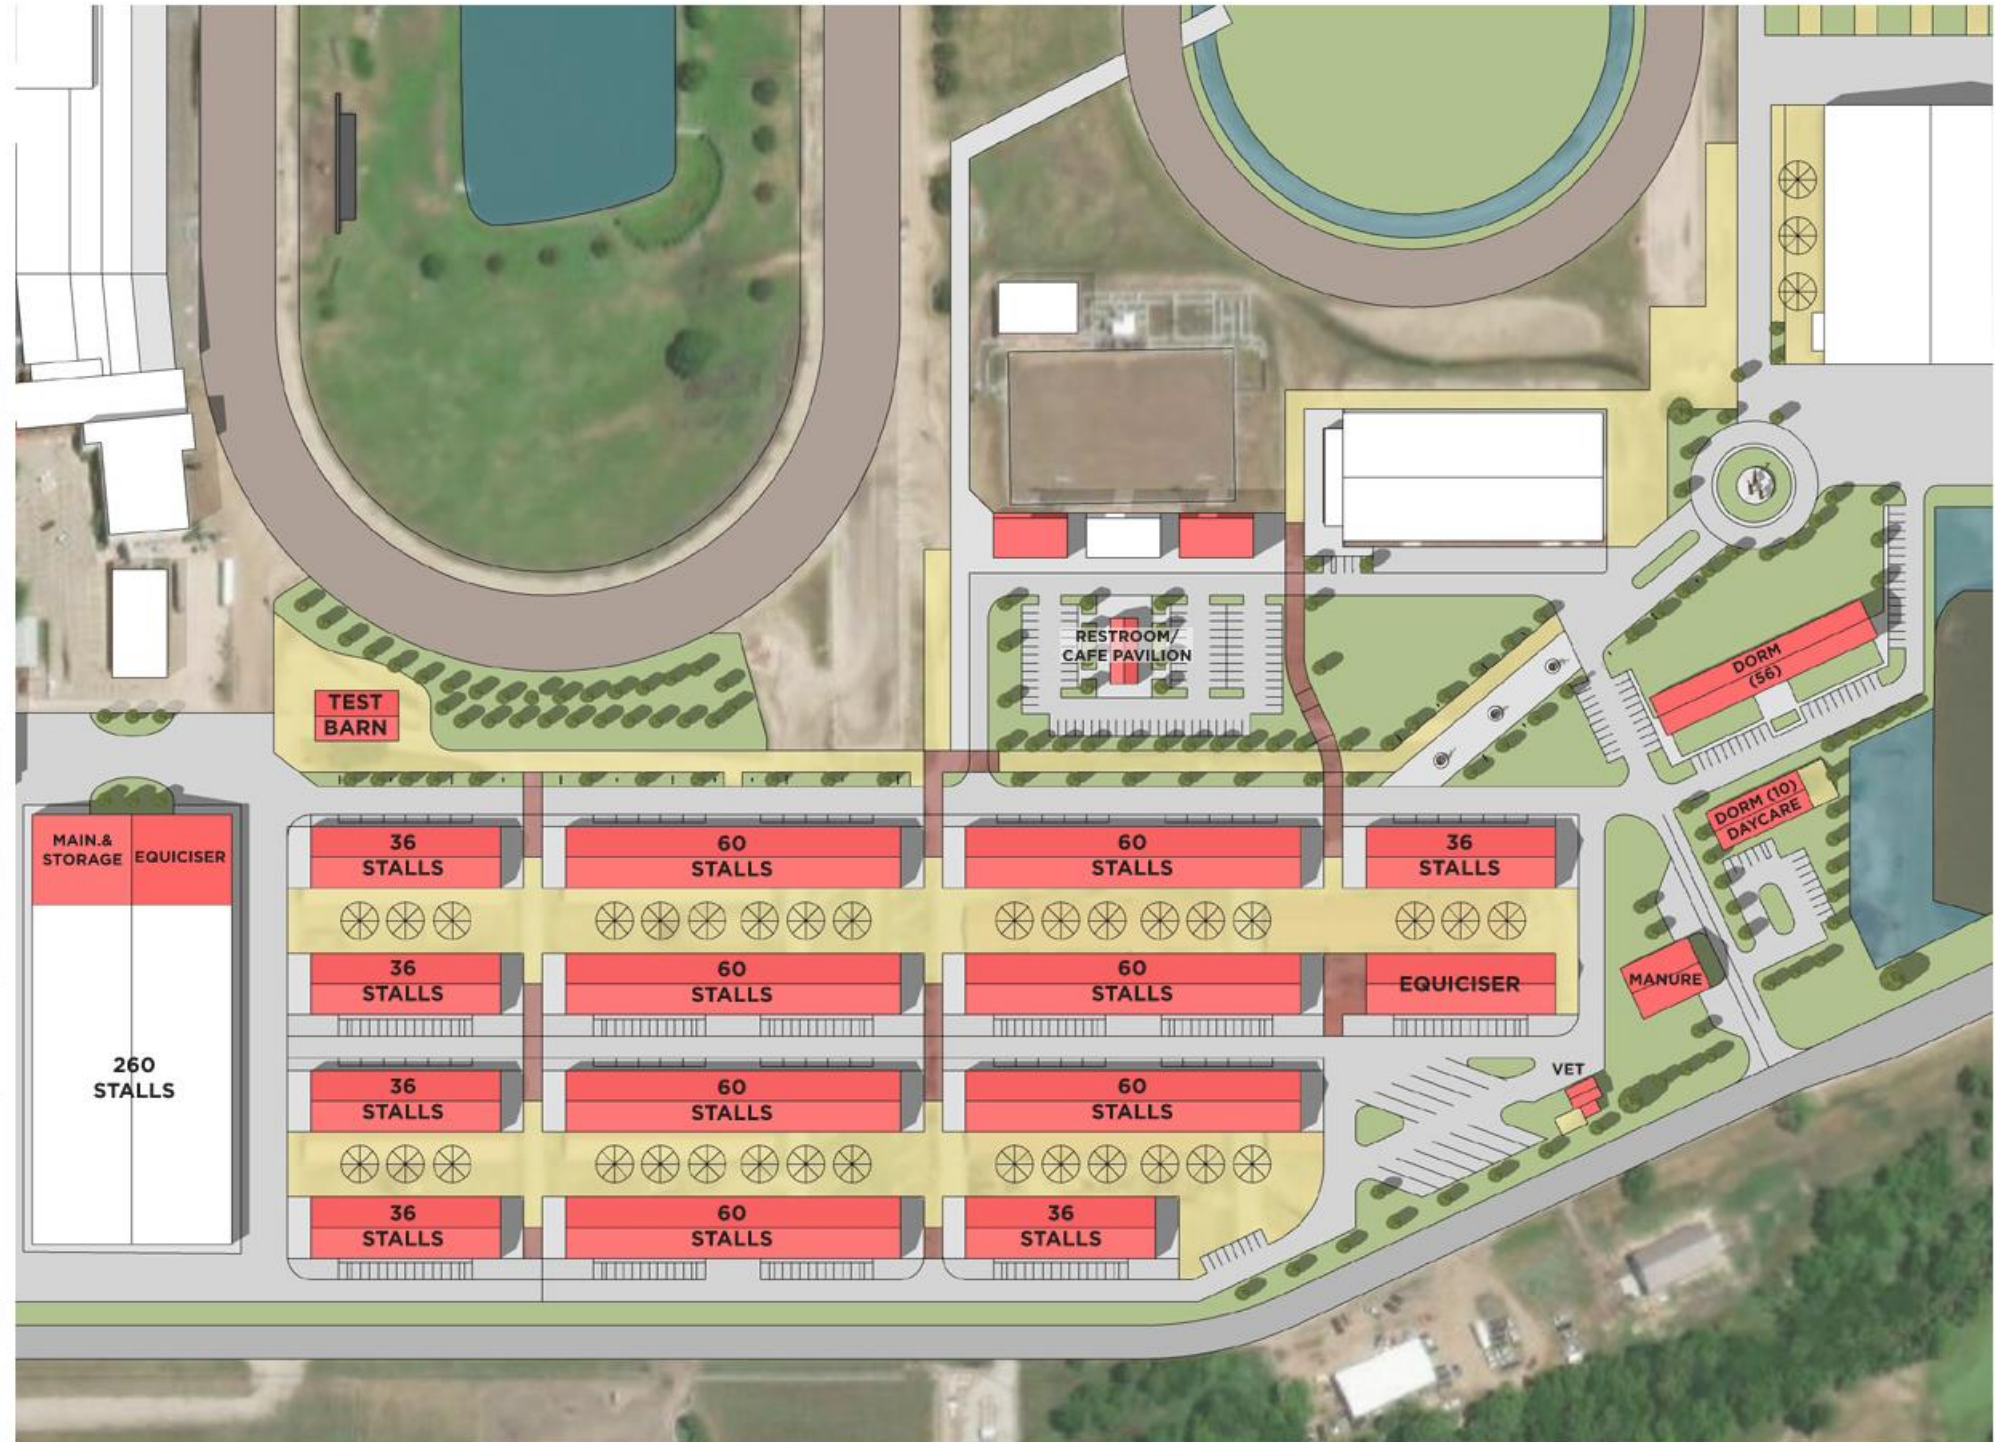 RESTROOM/
CAFE PAVILION
DORM
(56)
TEST
BARN
DORM (10)
DAYCARE
MAIN.&
STORAGE
EQUICISER
36
STALLS
60
STALLS
60
STALLS
36
STALLS
36
STALLS
60
STALLS
60
STALLS
EQUICISER
MANURE
260
STALLS
36
STALLS
60
STALLS
60
STALLS
VET
36
STALLS
60
STALLS
36
STALLS